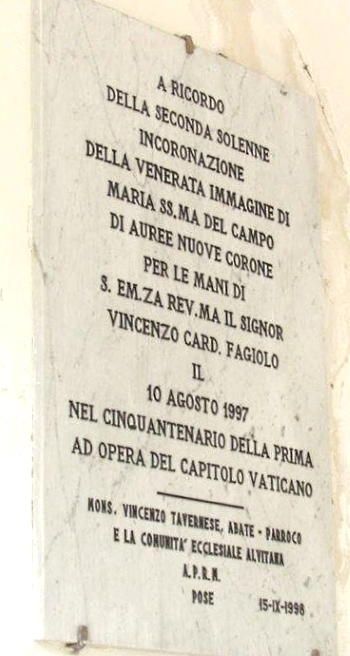 A RICORDO
DELLA SECONDA SOLENNE
INCORONAZIONE
DELLA VENERATA IMMAGINE DI
MARIA SS.MA DEL CAMPO
DI AUREE NUOVE CORONE
PER LE MANI DI
S. EM.ZA REV.MA IL SIGNOR
VINCENZO CARD. FAGIOLO
IL
10 AGOSTO 1997
NEL CINQUANTENARIO DELLA PRIMA
AD OPERA DEL CAPITOLO VATICANO
MONS. VINCENZO TAVERNESE, ABATE - PARROCO
E LA COMUNITA' ECCLESIALE ALVITANA
A.P.R.M.
POSE 15-IX-1998